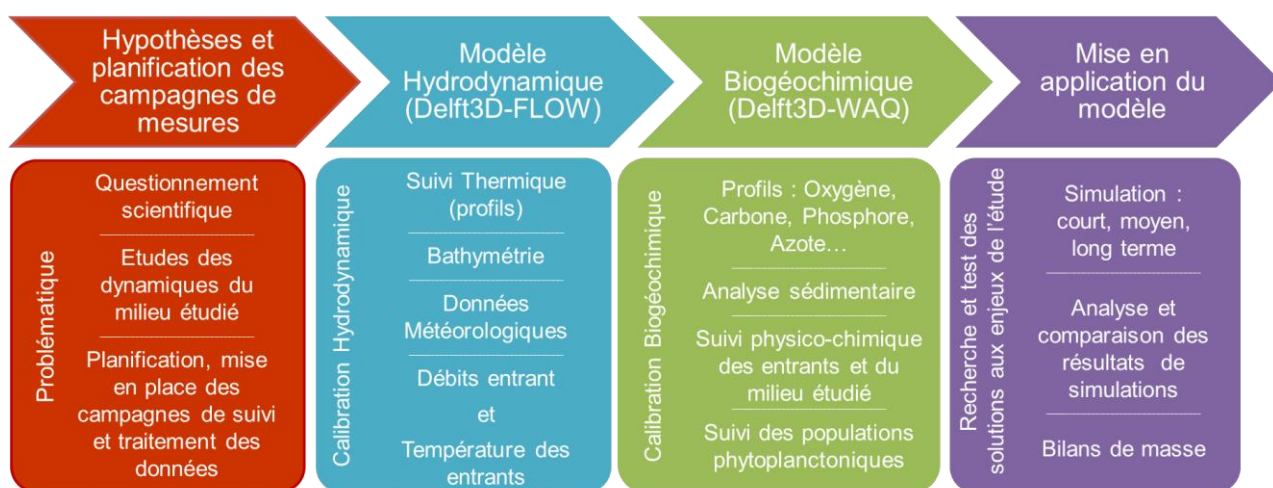 Hypothèses et
planification des
campagnes de
mesures
Modèle
Hydrodynamique
(Delft3D-FLOW)
Modèle
Biogéochimique
(Delft3D-WAQ)
Mise en
application du
modèle
Problématique
Questionnement
scientifique
Etudes des
dynamiques du
milieu étudié
Planification, mise
en place des
campagnes de suivi
et traitement des
données
Calibration Hydrodynamique
Suivi Thermique
(profils)
Bathymétrie
Données
Météorologiques
Débits entrant
et
Température des
entrants
Calibration Biogéochimique
Profils : Oxygène,
Carbone, Phosphore,
Azote…
Analyse sédimentaire
Suivi physico-chimique
des entrants et du
milieu étudié
Suivi des populations
phytoplanctoniques
Recherche et test des
solutions aux enjeux de l'étude
Simulation :
court, moyen,
long terme
Analyse et
comparaison des
résultats de
simulations
Bilans de masse